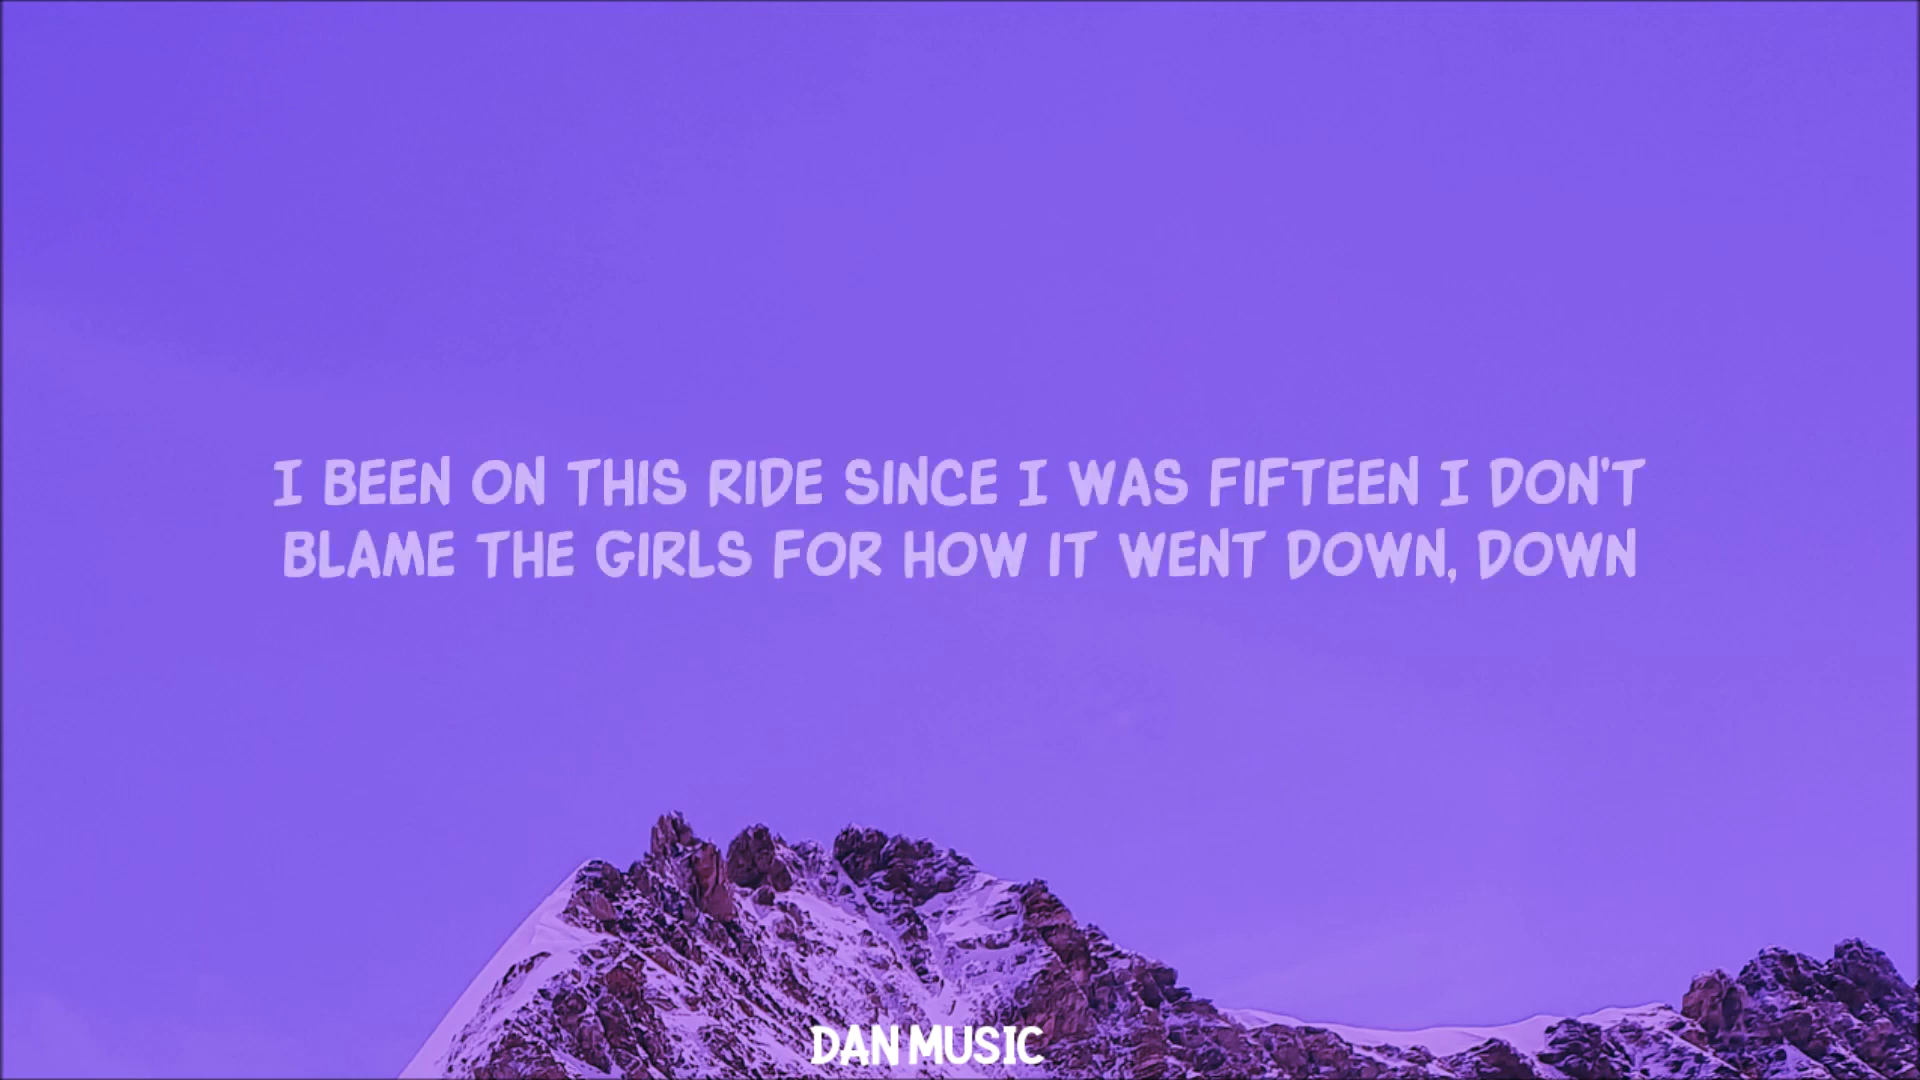 I BEEN ON THIS RIDE SINCE I WAS FIFTEEN I DON'T
BLAME THE GIRLS FOR HOW IT WENT DOWN, DOWN
DAN MUSIC